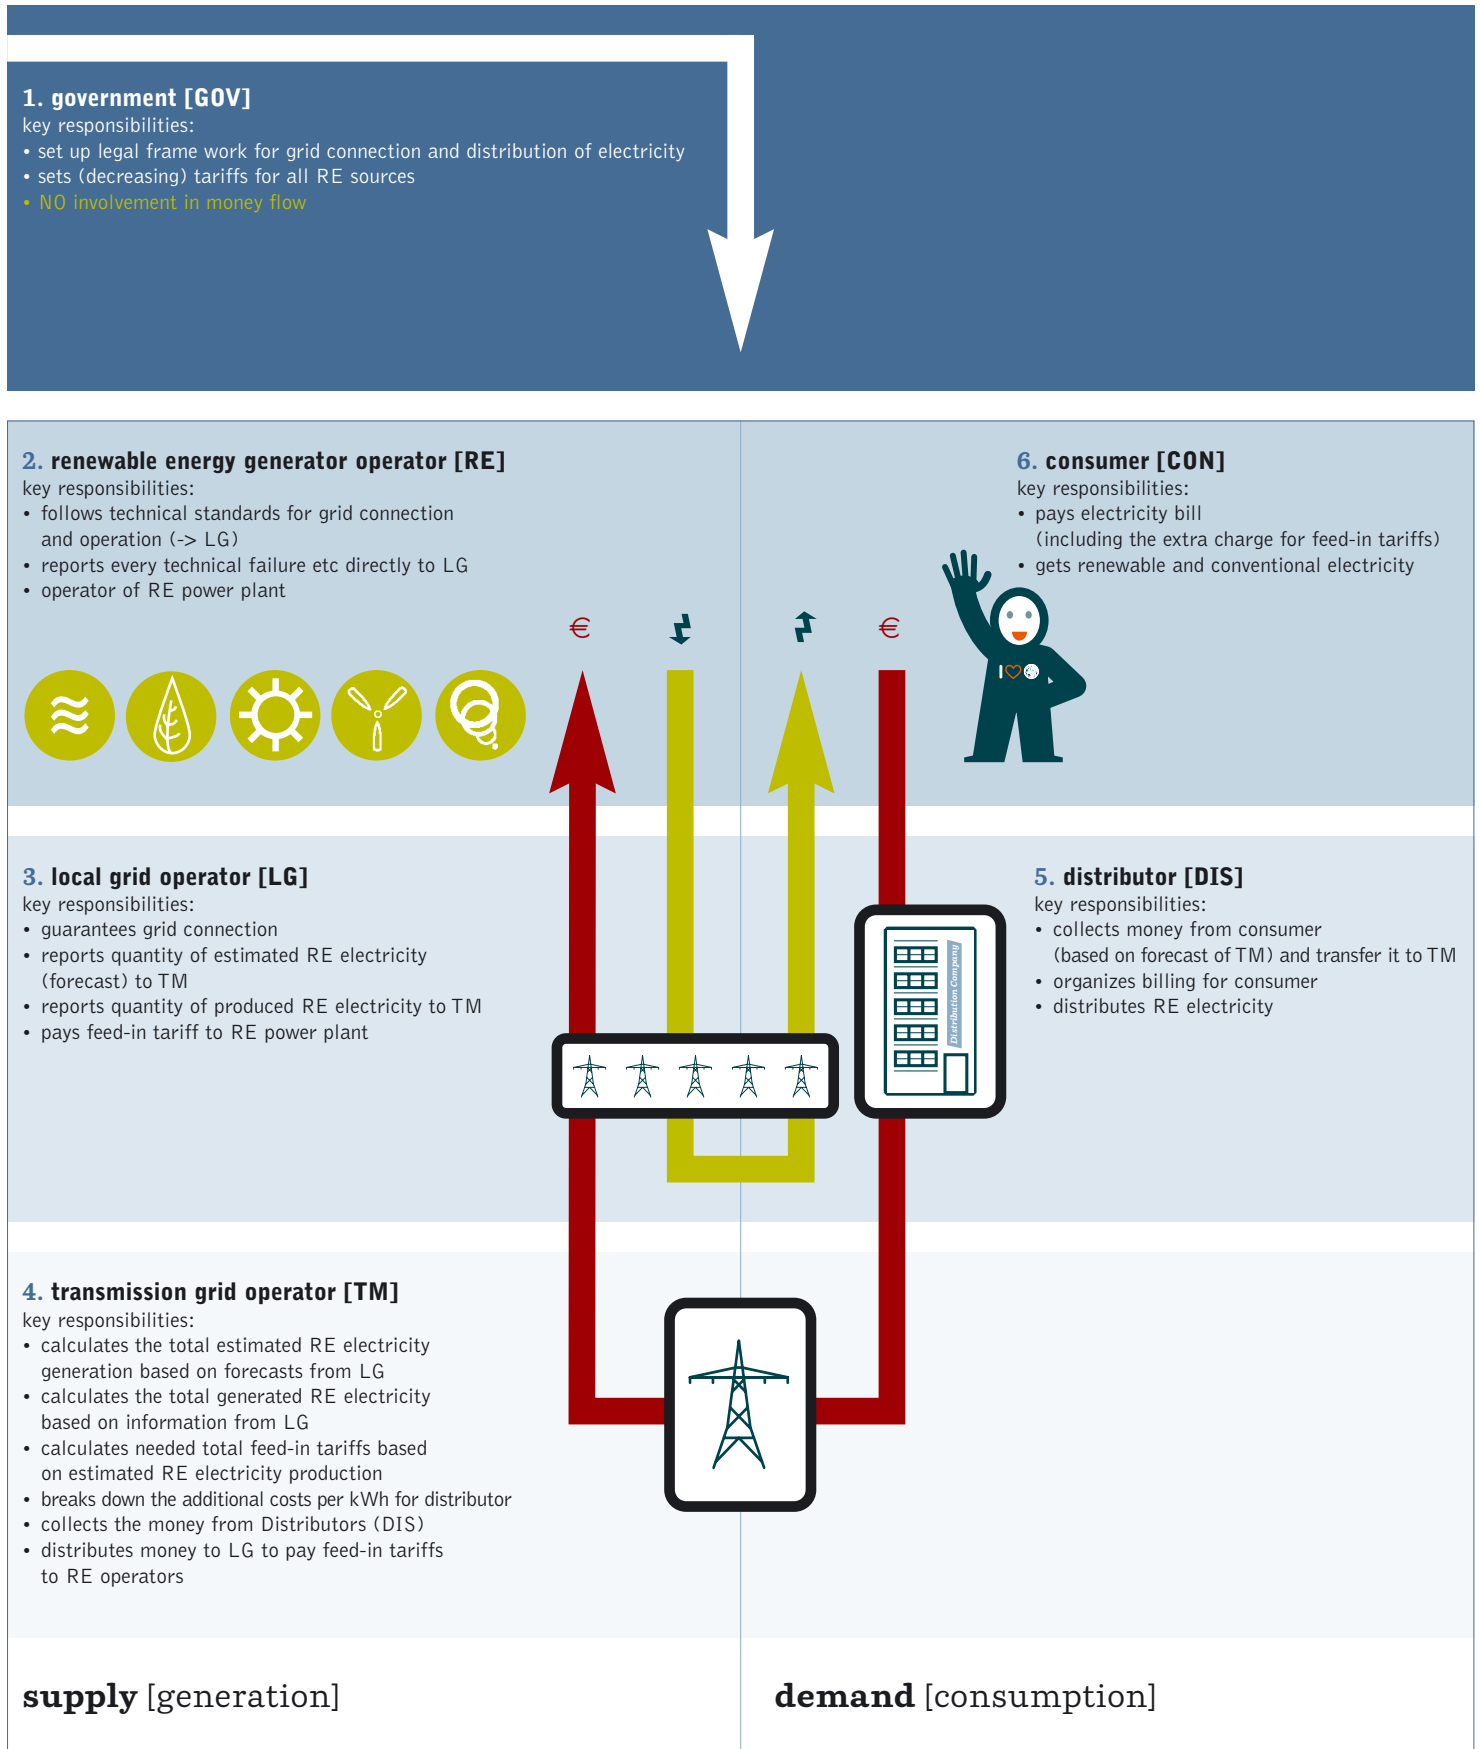 1. government [GOV]
key responsibilities:
• set up legal frame work for grid connection and distribution of electricity
• sets (decreasing) tariffs for all RE sources
• NO involvement in money flow
2. renewable energy generator operator [RE]
key responsibilities:
• follows technical standards for grid connection
and operation (-> LG)
• reports every technical failure etc directly to LG
• operator of RE power plant
6. consumer [CON]
key responsibilities:
• pays electricity bill
(including the extra charge for feed-in tariffs)
• gets renewable and conventional electricity
€
€
I
3. local grid operator [LG]
key responsibilities:
• guarantees grid connection
• reports quantity of estimated RE electricity
(forecast) to TM
• reports quantity of produced RE electricity to TM
• pays feed-in tariff to RE power plant
5. distributor [DIS]
key responsibilities:
• collects money from consumer
(based on forecast of TM) and transfer it to TM
• organizes billing for consumer
• distributes RE electricity
Distribution Company
4. transmission grid operator [TM]
key responsibilities:
• calculates the total estimated RE electricity
generation based on forecasts from LG
• calculates the total generated RE electricity
based on information from LG
• calculates needed total feed-in tariffs based
on estimated RE electricity production
• breaks down the additional costs per kWh for distributor
• collects the money from Distributors (DIS)
• distributes money to LG to pay feed-in tariffs
to RE operators
supply [generation]
demand [consumption]